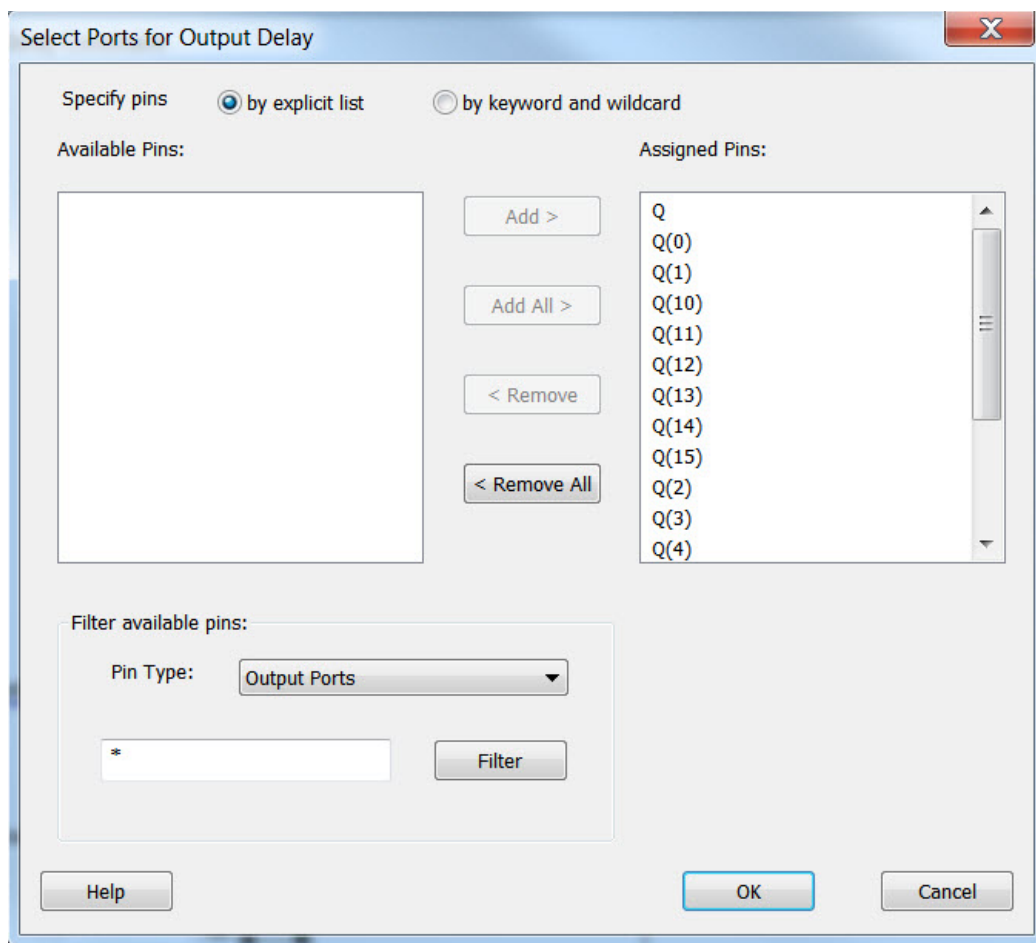 Select Ports for Output Delay
X
Specify pins by explicit list by keyword and wildcard
Available Pins: Assigned Pins:
Add >
Add All >
< Remove
< Remove All
Q
Q(0)
Q(1)
Q(10)
Q(11)
Q(12)
Q(13)
Q(14)
Q(15)
Q(2)
Q(3)
Q(4)
Filter available pins:
Pin Type: Output Ports
* Filter
Help OK Cancel